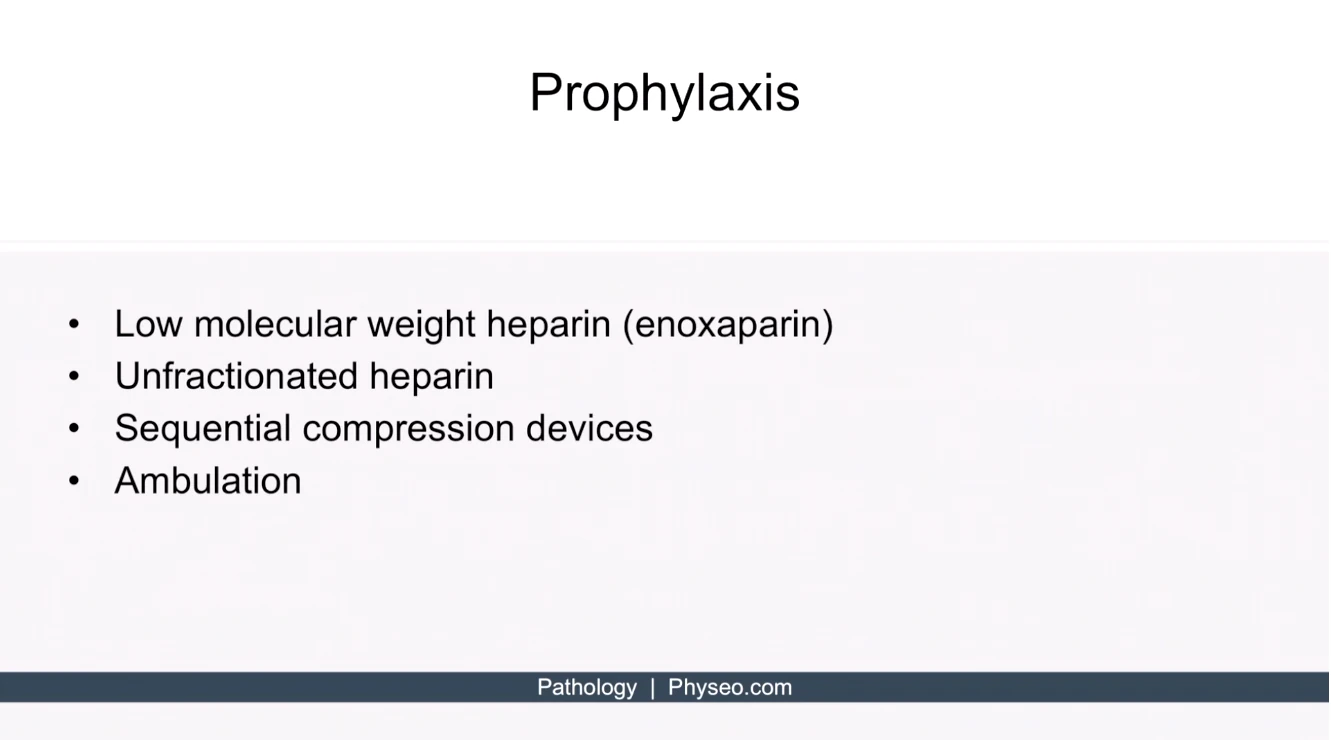 Prophylaxis
• Low molecular weight heparin (enoxaparin)
• Unfractionated heparin
• Sequential compression devices
• Ambulation
Pathology | Physeo.com